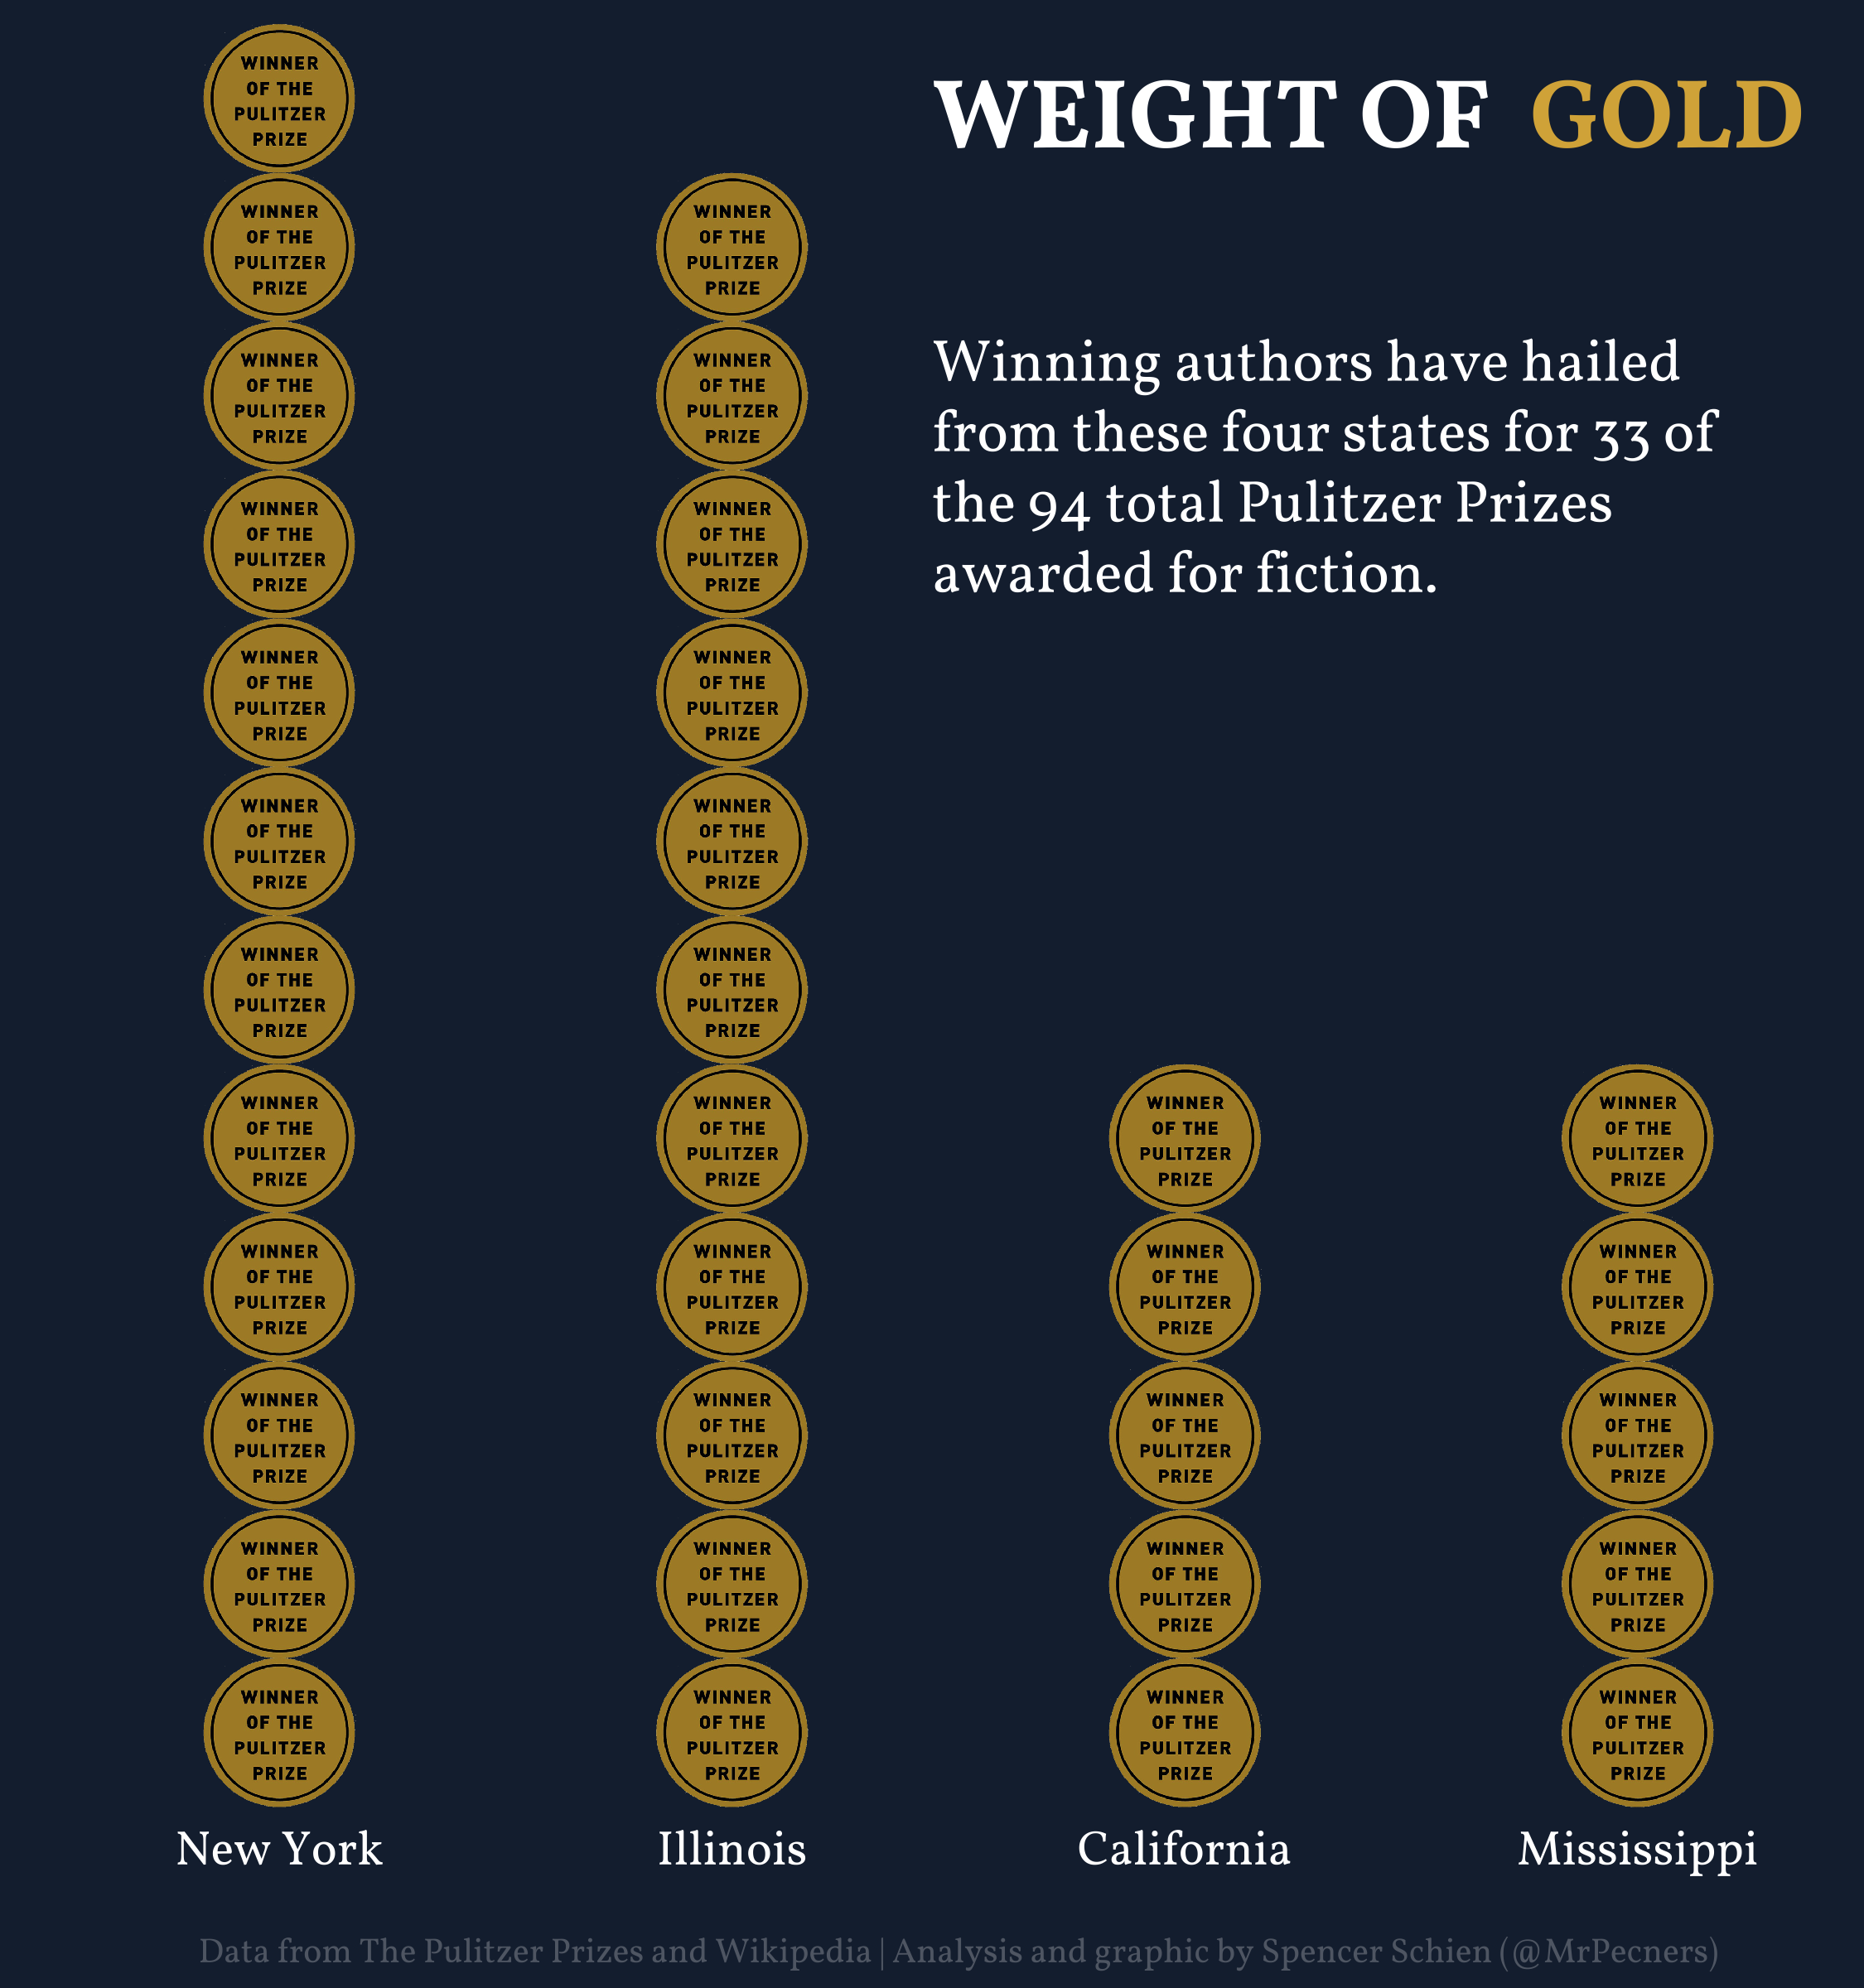 WEIGHT OF GOLD
Winning authors have hailed
from these four states for 33 of
the 94 total Pulitzer Prizes
awarded for fiction.
WINNER
OF THE
PULITZER
PRIZE
WINNER
OF THE
PULITZER
PRIZE
WINNER
OF THE
PULITZER
PRIZE
WINNER
OF THE
PULITZER
PRIZE
WINNER
OF THE
PULITZER
PRIZE
WINNER
OF THE
PULITZER
PRIZE
WINNER
OF THE
PULITZER
PRIZE
WINNER
OF THE
PULITZER
PRIZE
WINNER
OF THE
PULITZER
PRIZE
WINNER
OF THE
PULITZER
PRIZE
WINNER
OF THE
PULITZER
PRIZE
WINNER
OF THE
PULITZER
PRIZE
New York
WINNER
OF THE
PULITZER
PRIZE
WINNER
OF THE
PULITZER
PRIZE
WINNER
OF THE
PULITZER
PRIZE
WINNER
OF THE
PULITZER
PRIZE
WINNER
OF THE
PULITZER
PRIZE
WINNER
OF THE
PULITZER
PRIZE
WINNER
OF THE
PULITZER
PRIZE
WINNER
OF THE
PULITZER
PRIZE
WINNER
OF THE
PULITZER
PRIZE
WINNER
OF THE
PULITZER
PRIZE
WINNER
OF THE
PULITZER
PRIZE
Illinois
WINNER
OF THE
PULITZER
PRIZE
WINNER
OF THE
PULITZER
PRIZE
WINNER
OF THE
PULITZER
PRIZE
WINNER
OF THE
PULITZER
PRIZE
WINNER
OF THE
PULITZER
PRIZE
California
WINNER
OF THE
PULITZER
PRIZE
WINNER
OF THE
PULITZER
PRIZE
WINNER
OF THE
PULITZER
PRIZE
WINNER
OF THE
PULITZER
PRIZE
WINNER
OF THE
PULITZER
PRIZE
Mississippi
Data from The Pulitzer Prizes and Wikipedia | Analysis and graphic by Spencer Schien (@MrPecners)